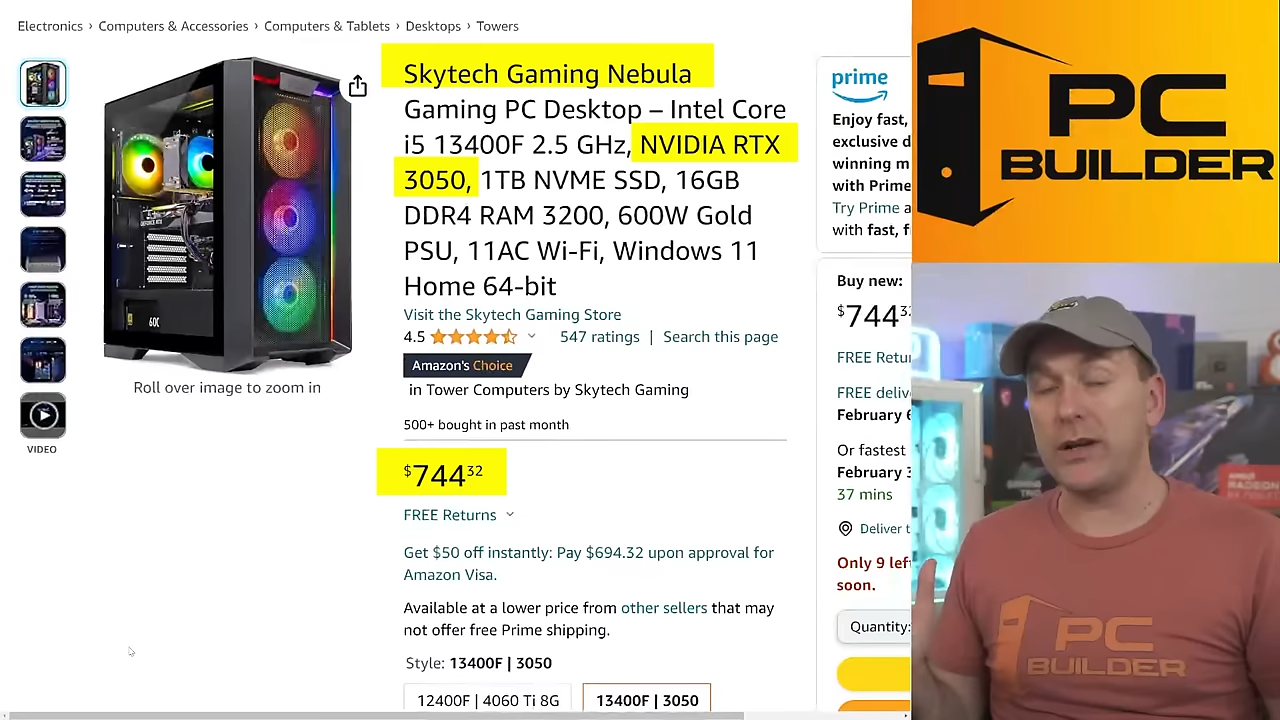 Electronics › Computers & Accessories › Computers & Tablets › Desktops › Towers
Skytech Gaming Nebula
Gaming PC Desktop – Intel Core
i5 13400F 2.5 GHz, NVIDIA RTX
3050, 1TB NVME SSD, 16GB
DDR4 RAM 3200, 600W Gold
PSU, 11AC Wi-Fi, Windows 11
Home 64-bit
Visit the Skytech Gaming Store
4.5
547 ratings | Search this page
Amazon's Choice
in Tower Computers by Skytech Gaming
500+ bought in past month
$744 32
FREE Returns
Get $50 off instantly: Pay $694.32 upon approval for
Amazon Visa.
Available at a lower price from other sellers that may
not offer free Prime shipping.
Style: 13400F | 3050
12400F | 4060 Ti 8G
13400F | 3050
Roll over image to zoom in
VIDEO
prime
Enjoy fast,
exclusive d
winning m
with Prime
Try Prime a
with fast, f
Buy new:
$744
FREE Retur
FREE deliv
February
Or fastest
February
37 mins
Deliver t
Only 9 lef
soon.
Quantity:
PC
BUILDER
PC
BUILDER